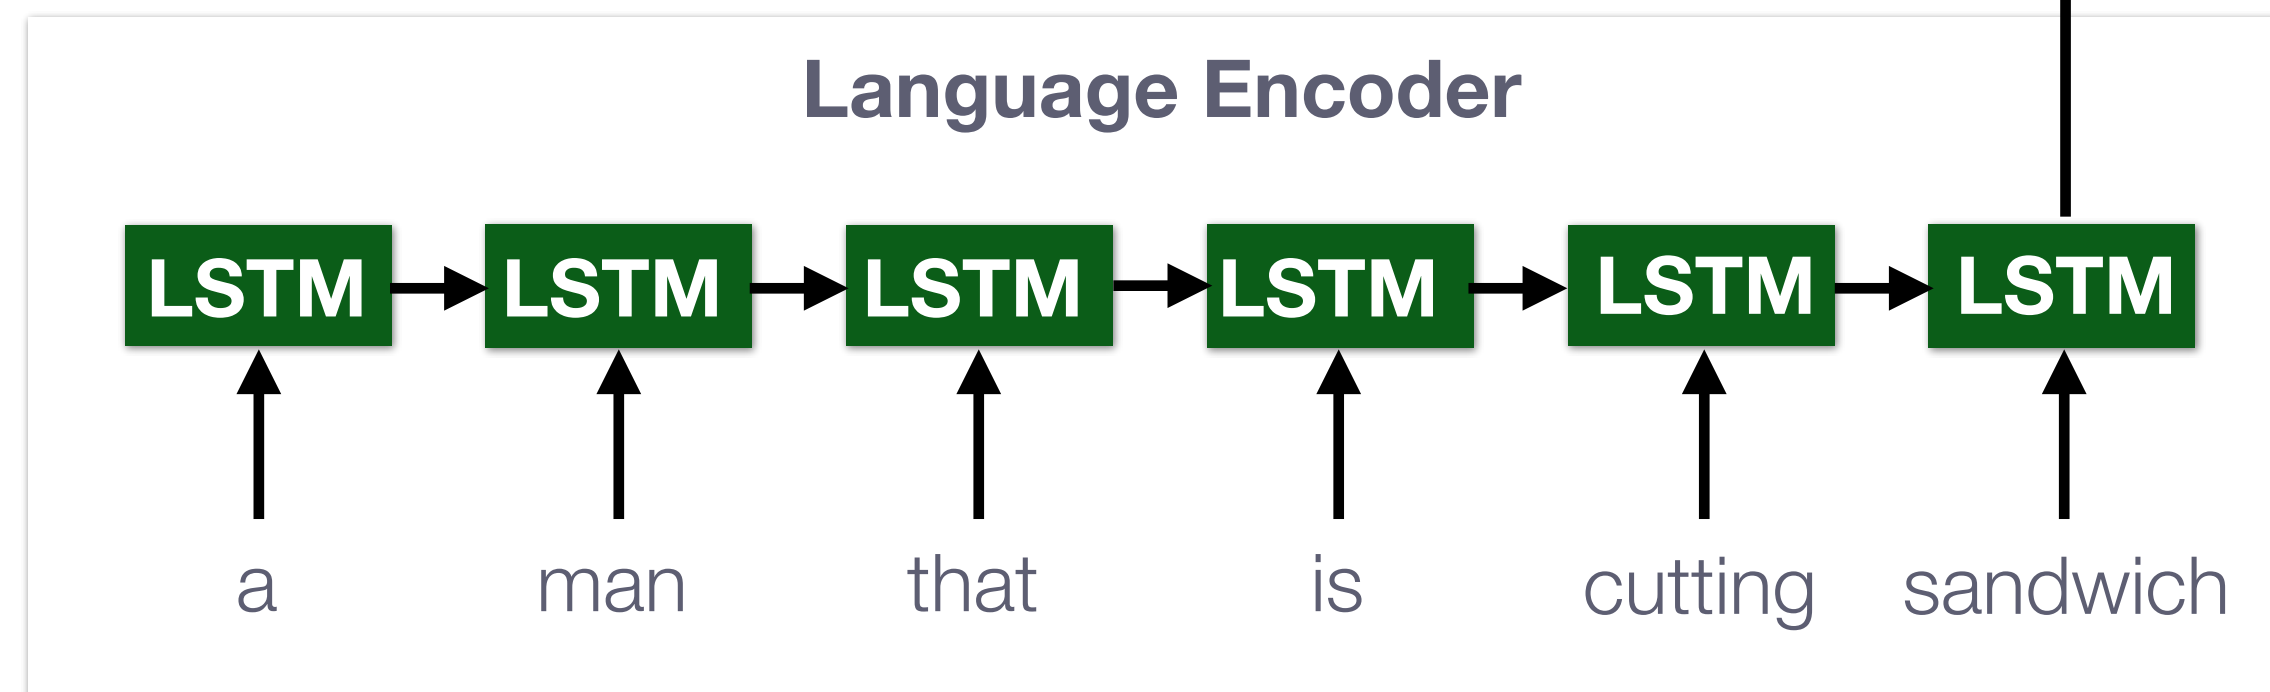 Language Encoder
LSTM LSTM LSTM LSTM LSTM LSTM
a man that is cutting sandwich